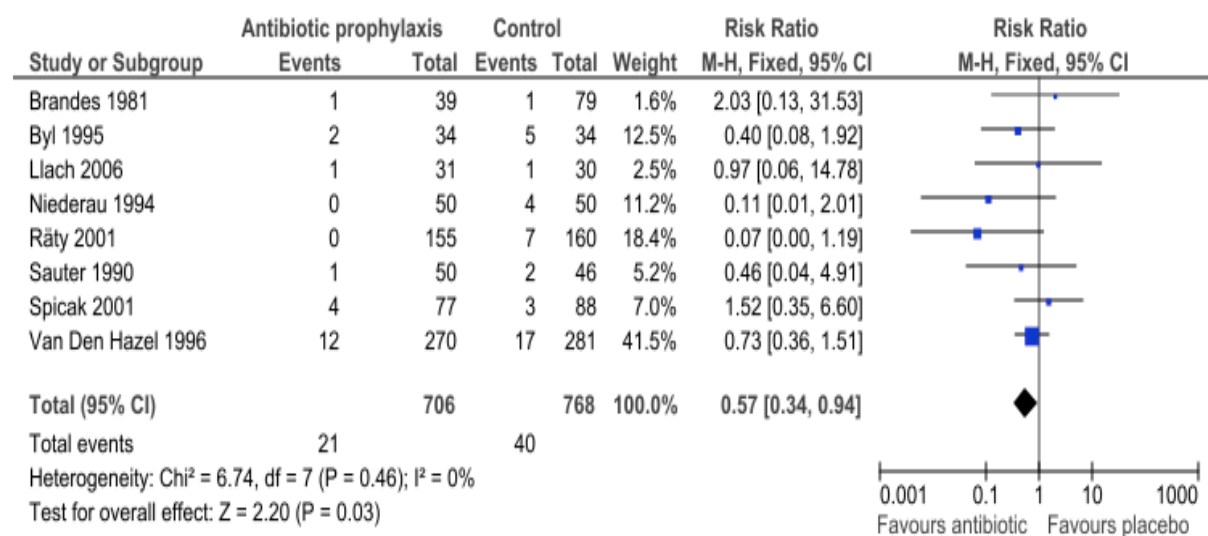 Antibiotic prophylaxis Control Risk Ratio Risk Ratio
Study or Subgroup Events Total Events Total Weight M-H, Fixed, 95% CI M-H, Fixed, 95% CI
Brandes 1981 1 39 1 79 1.6% 2.03 [0.13, 31.53]
Byl 1995 2 34 5 34 12.5% 0.40 [0.08, 1.92]
Llach 2006 1 31 1 30 2.5% 0.97 [0.06, 14.78]
Niederau 1994 0 50 4 50 11.2% 0.11 [0.01, 2.01]
Räty 2001 0 155 7 160 18.4% 0.07 [0.00, 1.19]
Sauter 1990 1 50 2 46 5.2% 0.46 [0.04, 4.91]
Spicak 2001 4 77 3 88 7.0% 1.52 [0.35, 6.60]
Van Den Hazel 1996 12 270 17 281 41.5% 0.73 [0.36, 1.51]
Total (95% CI) 706 768 100.0% 0.57 [0.34, 0.94]
Total events 21 40
Heterogeneity: Chi² = 6.74, df = 7 (P = 0.46); I² = 0%
Test for overall effect: Z = 2.20 (P = 0.03)
0.001 0.1 1 10 1000
Favours antibiotic Favours placebo